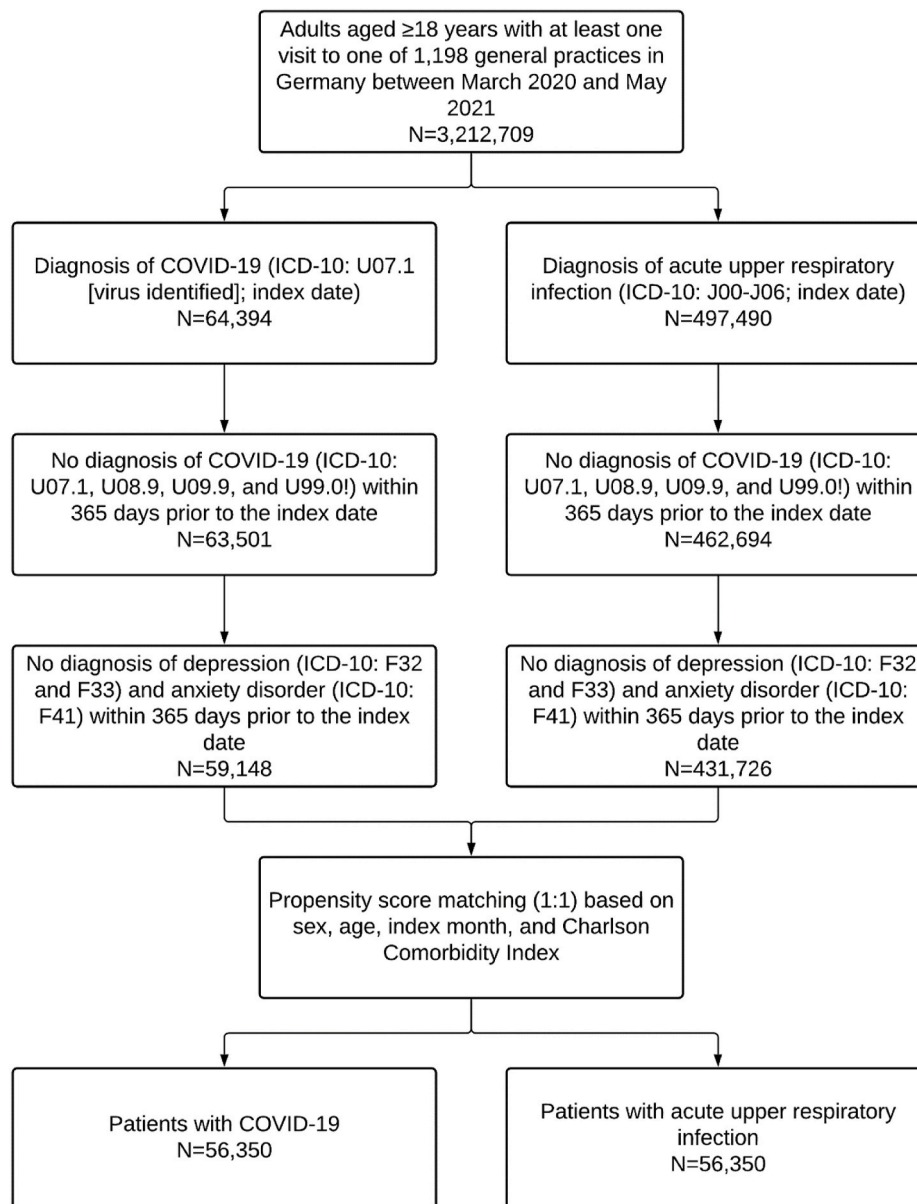 Adults aged ≥18 years with at least one
visit to one of 1,198 general practices in
Germany between March 2020 and May
2021
N=3,212,709
Diagnosis of COVID-19 (ICD-10: U07.1
[virus identified]; index date)
N=64,394
Diagnosis of acute upper respiratory
infection (ICD-10: J00-J06; index date)
N=497,490
No diagnosis of COVID-19 (ICD-10:
U07.1, U08.9, U09.9, and U99.0!) within
365 days prior to the index date
N=63,501
No diagnosis of COVID-19 (ICD-10:
U07.1, U08.9, U09.9, and U99.0!) within
365 days prior to the index date
N=462,694
No diagnosis of depression (ICD-10: F32
and F33) and anxiety disorder (ICD-10:
F41) within 365 days prior to the index
date
N=59,148
No diagnosis of depression (ICD-10: F32
and F33) and anxiety disorder (ICD-10:
F41) within 365 days prior to the index
date
N=431,726
Propensity score matching (1:1) based on
sex, age, index month, and Charlson
Comorbidity Index
Patients with COVID-19
N=56,350
Patients with acute upper respiratory
infection
N=56,350